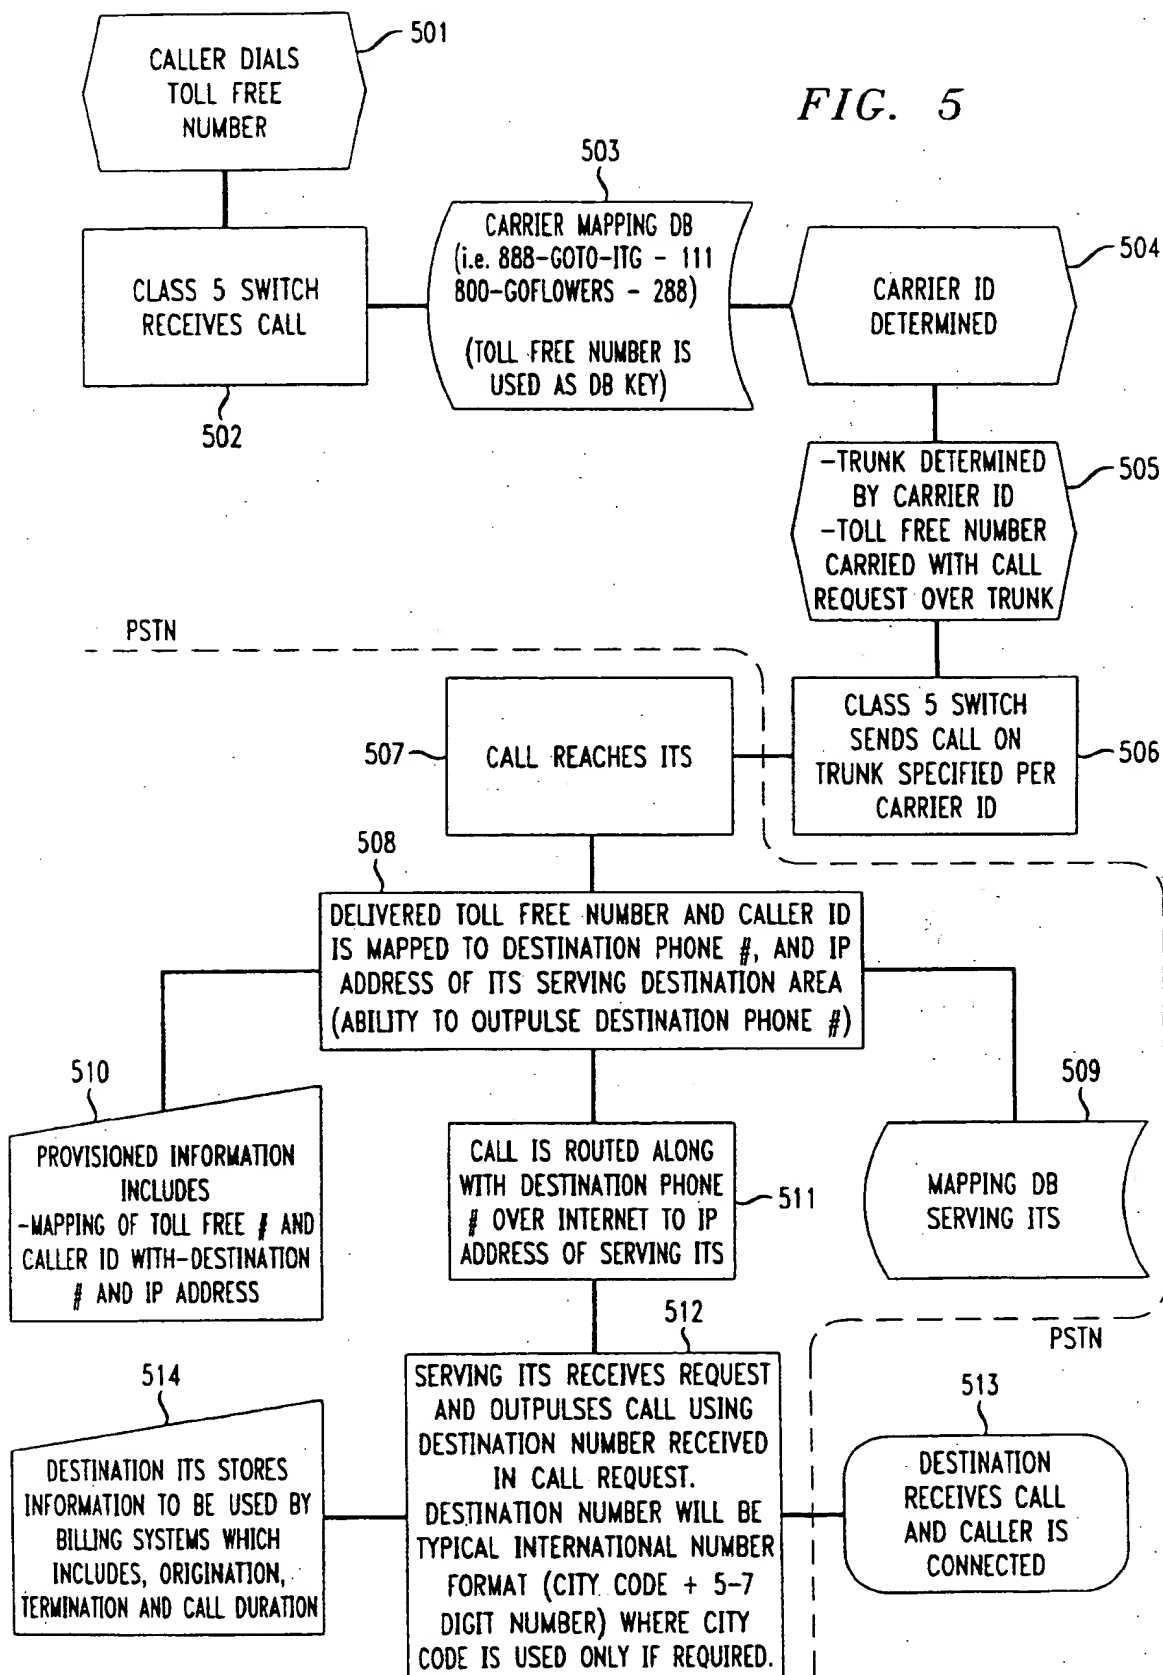 501
CALLER DIALS
TOLL FREE
NUMBER
FIG. 5
503
CLASS 5 SWITCH
RECEIVES CALL
502
CARRIER MAPPING DB
(i.e. 888-GOTO-ITG - 111
800-GOFLOWERS - 288)
(TOLL FREE NUMBER IS
USED AS DB KEY)
504
CARRIER ID
DETERMINED
505
-TRUNK DETERMINED
BY CARRIER ID
-TOLL FREE NUMBER
CARRIED WITH CALL
REQUEST OVER TRUNK
PSTN
507
CALL REACHES ITS
CLASS 5 SWITCH
SENDS CALL ON
TRUNK SPECIFIED PER
CARRIER ID
506
508
DELIVERED TOLL FREE NUMBER AND CALLER ID
IS MAPPED TO DESTINATION PHONE #, AND IP
ADDRESS OF ITS SERVING DESTINATION AREA
(ABILITY TO OUTPULSE DESTINATION PHONE #)
510
PROVISIONED INFORMATION
INCLUDES
-MAPPING OF TOLL FREE # AND
CALLER ID WITH-DESTINATION
# AND IP ADDRESS
CALL IS ROUTED ALONG
WITH DESTINATION PHONE
# OVER INTERNET TO IP
ADDRESS OF SERVING ITS
511
509
MAPPING DB
SERVING ITS
PSTN
514
DESTINATION ITS STORES
INFORMATION TO BE USED BY
BILLING SYSTEMS WHICH
INCLUDES, ORIGINATION,
TERMINATION AND CALL DURATION
512
SERVING ITS RECEIVES REQUEST
AND OUTPULSES CALL USING
DESTINATION NUMBER RECEIVED
IN CALL REQUEST.
DESTINATION NUMBER WILL BE
TYPICAL INTERNATIONAL NUMBER
FORMAT (CITY CODE + 5-7
DIGIT NUMBER) WHERE CITY
CODE IS USED ONLY IF REQUIRED.
513
DESTINATION
RECEIVES CALL
AND CALLER IS
CONNECTED